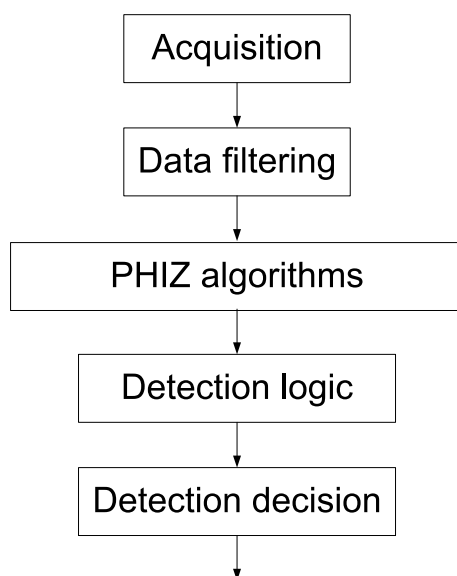 Acquisition
Data filtering
PHIZ algorithms
Detection logic
Detection decision